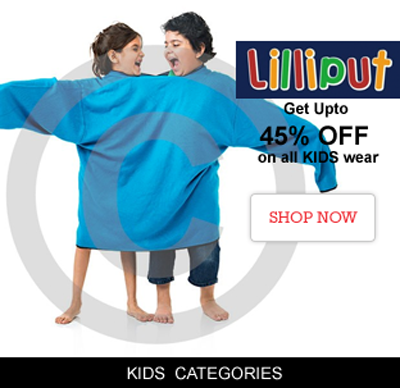 Lilliput
Get Upto
45% OFF
on all KIDS wear
SHOP NOW
KIDS CATEGORIES